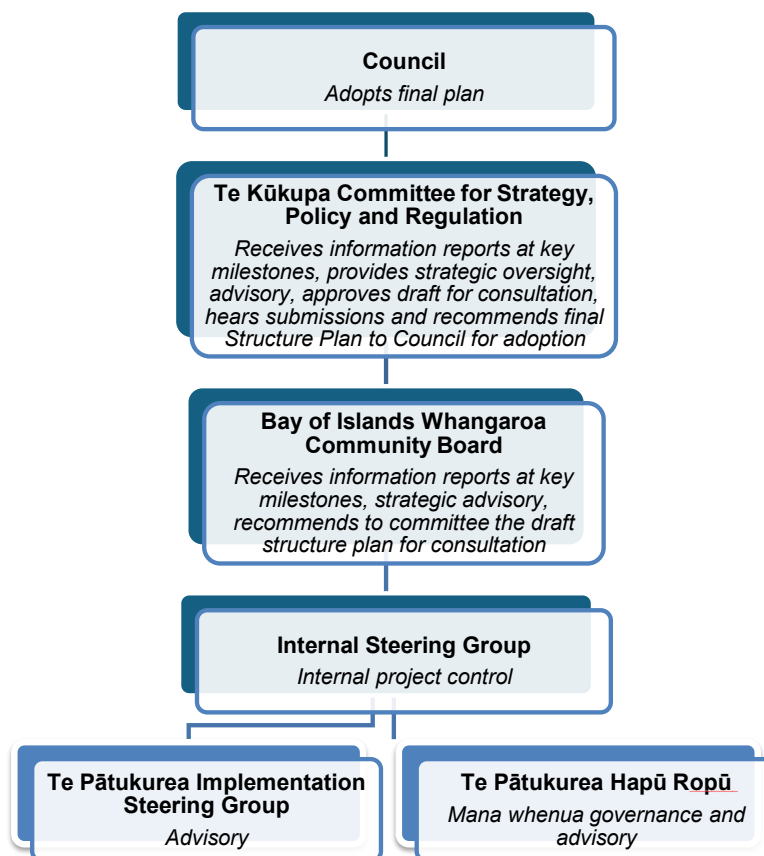 Council
Adopts final plan
Te Kūkupa Committee for Strategy,
Policy and Regulation
Receives information reports at key
milestones, provides strategic oversight,
advisory, approves draft for consultation,
hears submissions and recommends final
Structure Plan to Council for adoption
Bay of Islands Whangaroa
Community Board
Receives information reports at key
milestones, strategic advisory,
recommends to committee the draft
structure plan for consultation
Internal Steering Group
Internal project control
Te Pātukurea Implementation
Steering Group
Advisory
Te Pātukurea Hapū Ropū
Mana whenua governance and
advisory